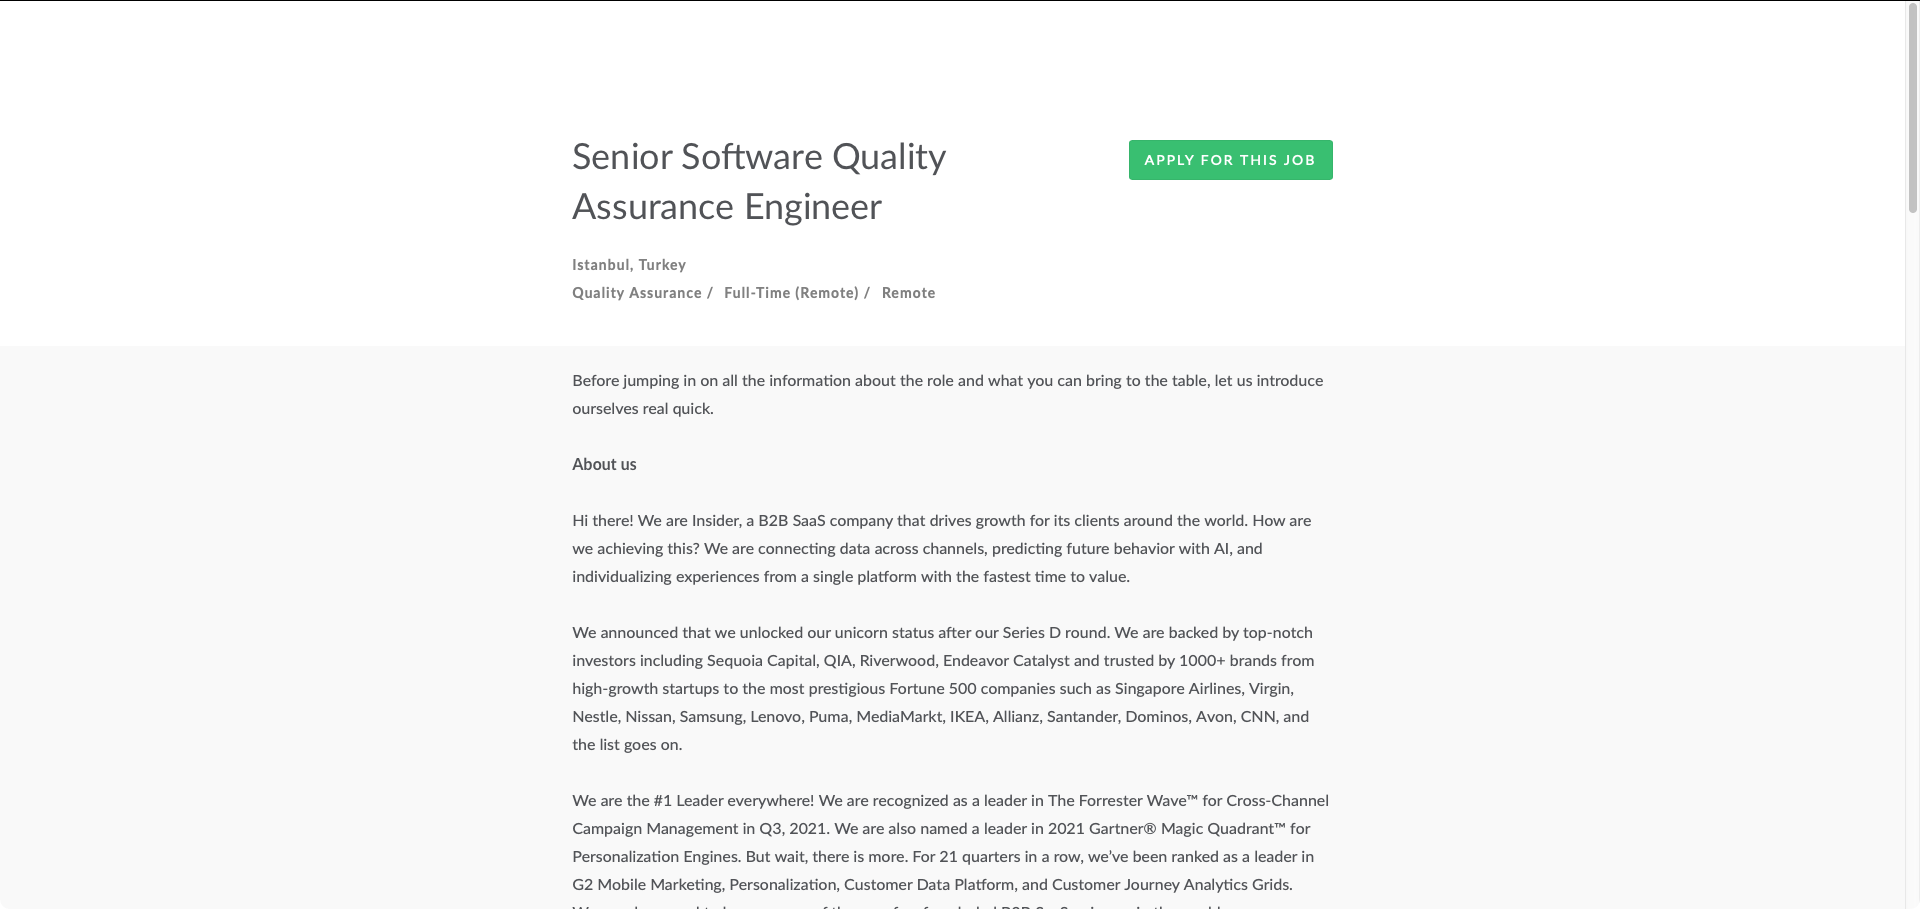 Senior Software Quality
Assurance Engineer
APPLY FOR THIS JOB
Istanbul, Turkey
Quality Assurance / Full-Time (Remote) / Remote
Before jumping in on all the information about the role and what you can bring to the table, let us introduce
ourselves real quick.
About us
Hi there! We are Insider, a B2B SaaS company that drives growth for its clients around the world. How are
we achieving this? We are connecting data across channels, predicting future behavior with AI, and
individualizing experiences from a single platform with the fastest time to value.
We announced that we unlocked our unicorn status after our Series D round. We are backed by top-notch
investors including Sequoia Capital, QIA, Riverwood, Endeavor Catalyst and trusted by 1000+ brands from
high-growth startups to the most prestigious Fortune 500 companies such as Singapore Airlines, Virgin,
Nestle, Nissan, Samsung, Lenovo, Puma, MediaMarkt, IKEA, Allianz, Santander, Dominos, Avon, CNN, and
the list goes on.
We are the #1 Leader everywhere! We are recognized as a leader in The Forrester Wave™ for Cross-Channel
Campaign Management in Q3, 2021. We are also named a leader in 2021 Gartner® Magic Quadrant™ for
Personalization Engines. But wait, there is more. For 21 quarters in a row, we’ve been ranked as a leader in
G2 Mobile Marketing, Personalization, Customer Data Platform, and Customer Journey Analytics Grids.